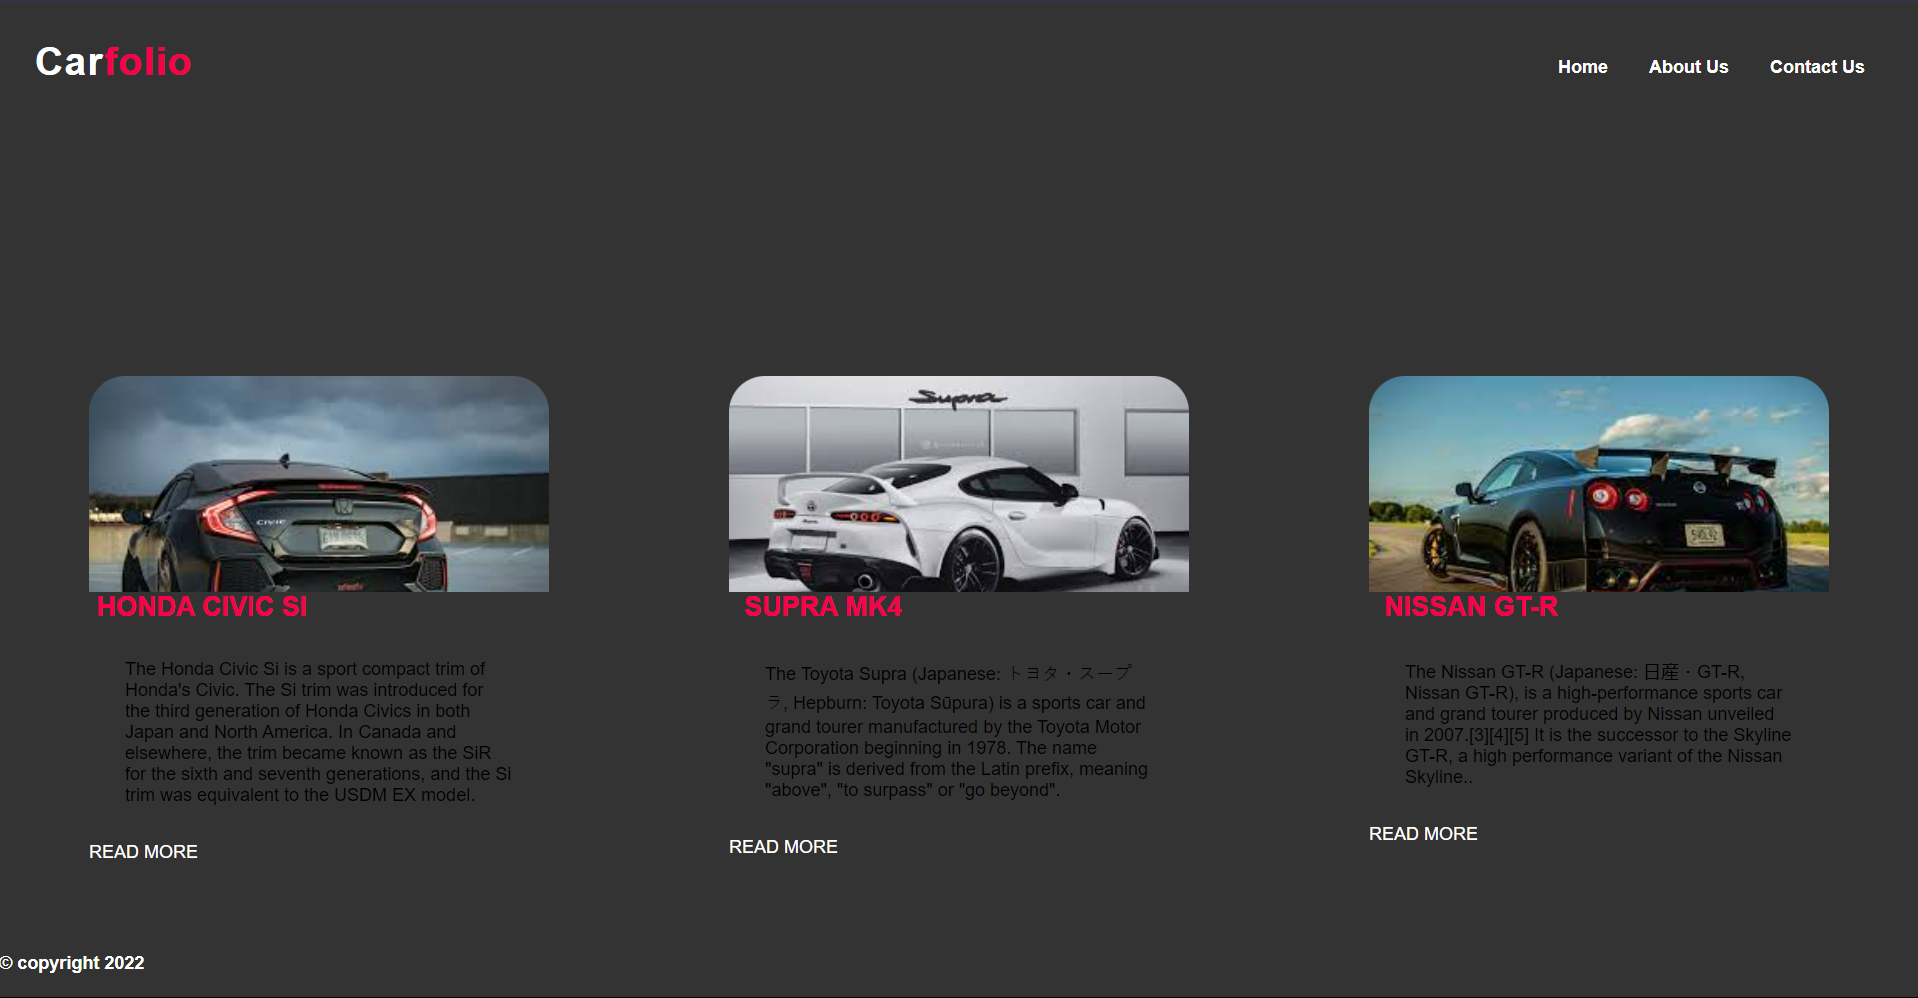 Carfolio
Home About Us Contact Us
Supra
CIVIC
HONDA CIVIC SI
SUPRA MK4
NISSAN GT-R
The Honda Civic Si is a sport compact trim of
Honda's Civic. The Si trim was introduced for
the third generation of Honda Civics in both
Japan and North America. In Canada and
elsewhere, the trim became known as the SiR
for the sixth and seventh generations, and the Si
trim was equivalent to the USDM EX model.
READ MORE
The Toyota Supra (Japanese: トヨタ・スープ
ラ, Hepburn: Toyota Sūpura) is a sports car and
grand tourer manufactured by the Toyota Motor
Corporation beginning in 1978. The name
"supra" is derived from the Latin prefix, meaning
"above", "to surpass" or "go beyond".
READ MORE
The Nissan GT-R (Japanese: 日産・GT-R,
Nissan GT-R), is a high-performance sports car
and grand tourer produced by Nissan unveiled
in 2007.[3][4][5] It is the successor to the Skyline
GT-R, a high performance variant of the Nissan
Skyline..
READ MORE
© copyright 2022